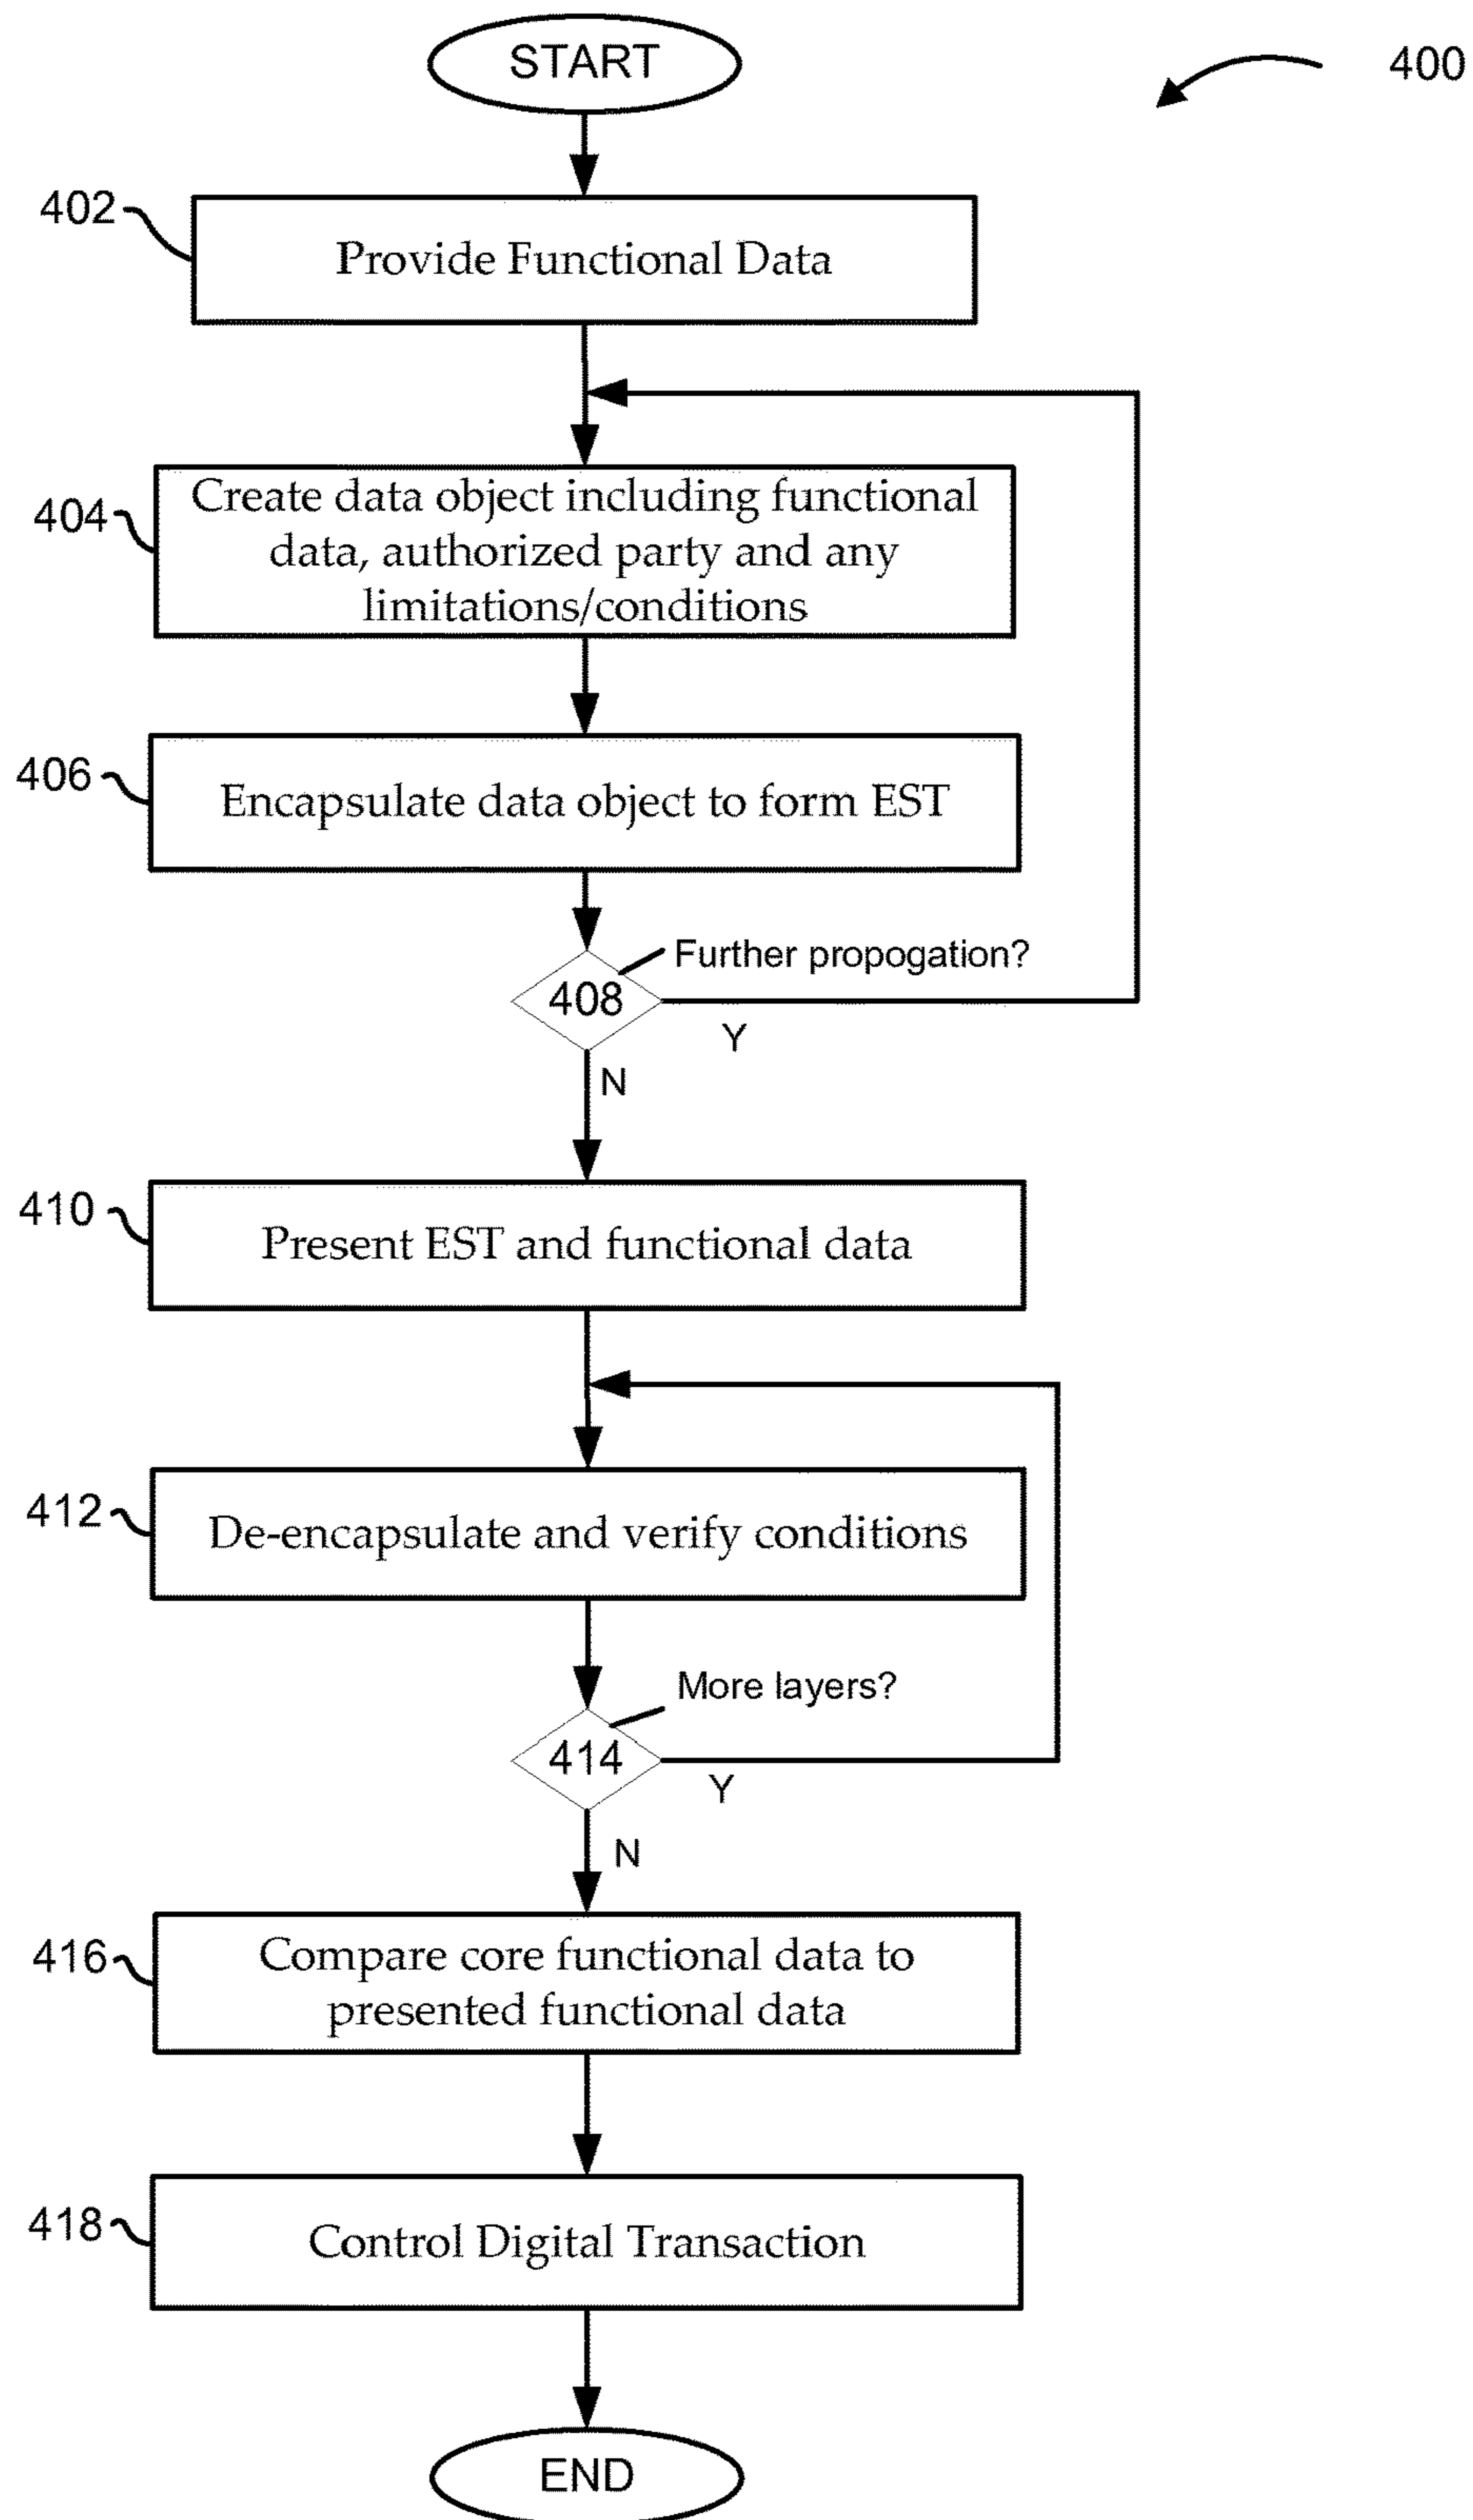 START
400
402
Provide Functional Data
404
Create data object including functional
data, authorized party and any
limitations/conditions
406
Encapsulate data object to form EST
Further propogation?
408
Y
N
410
Present EST and functional data
412
De-encapsulate and verify conditions
More layers?
414
Y
N
416
Compare core functional data to
presented functional data
418
Control Digital Transaction
END